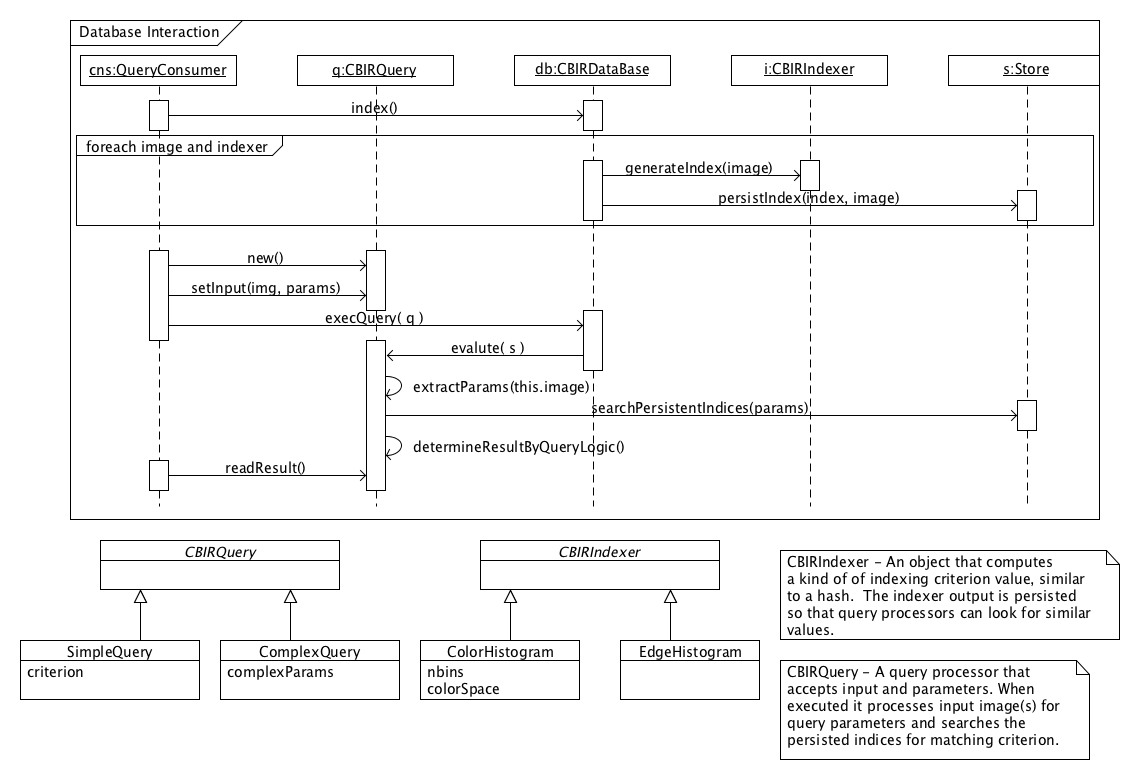 Database Interaction
cns:QueryConsumer
q:CBIRQuery
db:CBIRDataBase
i:CBIRIndexer
s:Store
index()
foreach image and indexer
generateIndex(image)
persistIndex(index, image)
new()
setInput(img, params)
execQuery( q )
evalute( s )
extractParams(this.image)
searchPersistentIndices(params)
determineResultByQueryLogic()
readResult()
CBIRQuery
SimpleQuery
criterion
ComplexQuery
complexParams
CBIRIndexer
ColorHistogram
nbins
colorSpace
EdgeHistogram
CBIRIndexer - An object that computes
a kind of of indexing criterion value, similar
to a hash.  The indexer output is persisted
so that query processors can look for similar
values.
CBIRQuery - A query processor that
accepts input and parameters. When
executed it processes input image(s) for
query parameters and searches the
persisted indices for matching criterion.